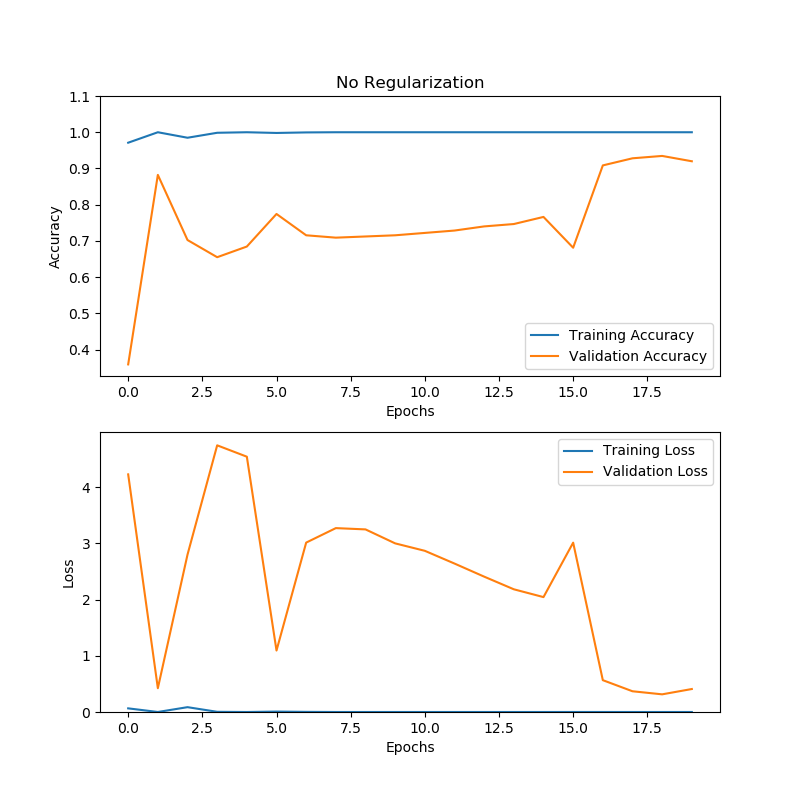 No Regularization
1.1
1.0
0.9
0.8
0.7
0.6
0.5
0.4
Accuracy
Training Accuracy
Validation Accuracy
0.0 2.5 5.0 7.5 10.0 12.5 15.0 17.5
Epochs
Training Loss
Validation Loss
4
3
2
1
0
Loss
0.0 2.5 5.0 7.5 10.0 12.5 15.0 17.5
Epochs